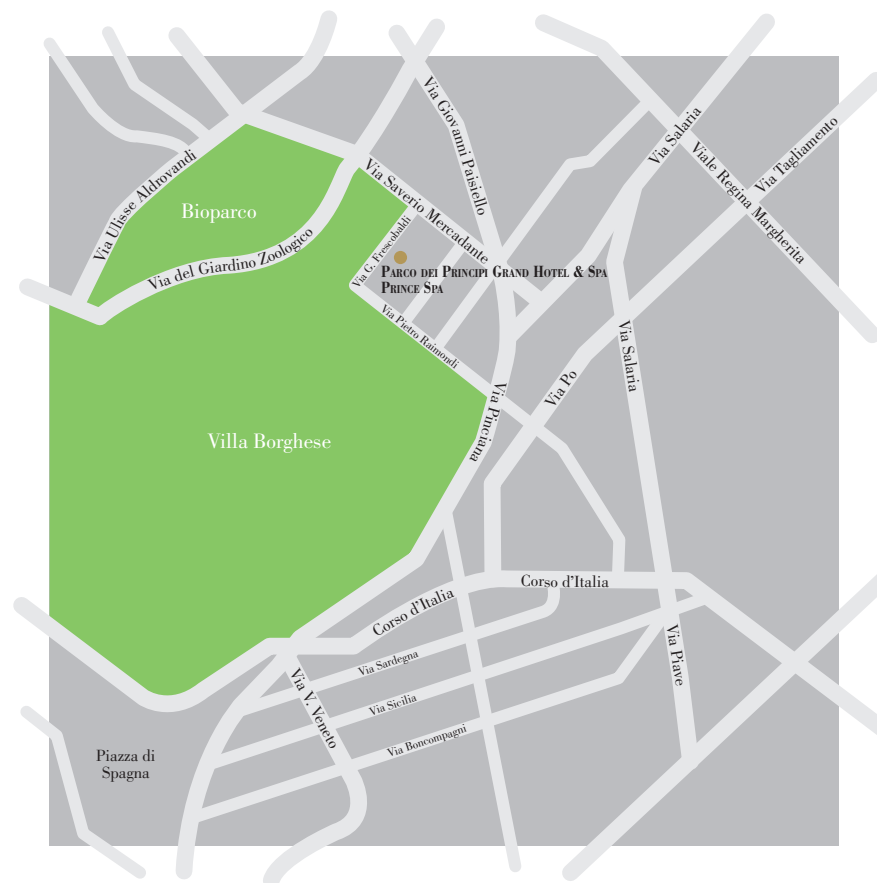 Via Giovanni Paisiello
Via Salaria
Via Tagliamento
Viale Regina Margherita
Via Ulisse Aldrovandi
Bioparco
Via Saverio Mercadante
Via G. Frescobaldi
Via del Giardino Zoologico
Parco dei Principi Grand Hotel & Spa
Prince Spa
Via Pietro Raimondi
Via Salaria
Via Po
Via Pinciana
Villa Borghese
Corso d'Italia
Corso d'Italia
Via Sardegna
Via Piave
Via V. Veneto
Via Sicilia
Via Boncompagni
Piazza di
Spagna